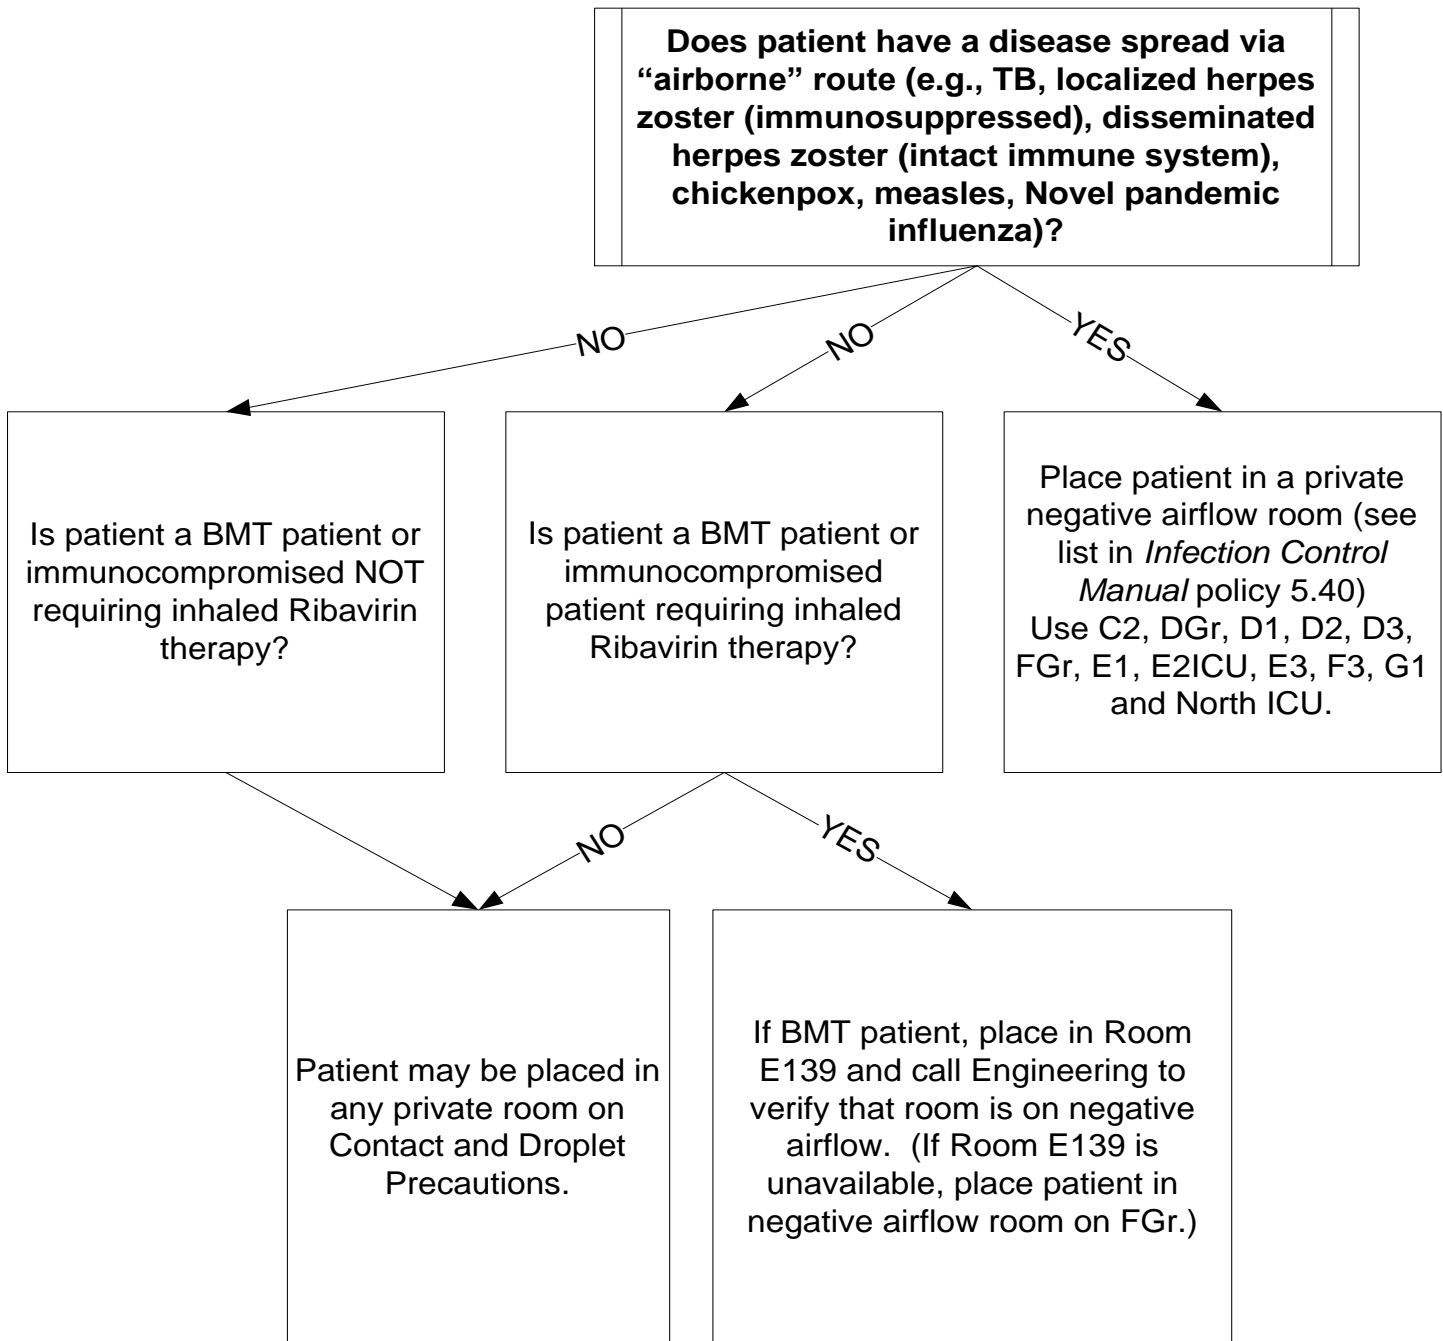 Does patient have a disease spread via
“airborne” route (e.g., TB, localized herpes
zoster (immunosuppressed), disseminated
herpes zoster (intact immune system),
chickenpox, measles, Novel pandemic
influenza)?
NO
NO
YES
Is patient a BMT patient or
immunocompromised NOT
requiring inhaled Ribavirin
therapy?
Is patient a BMT patient or
immunocompromised
patient requiring inhaled
Ribavirin therapy?
Place patient in a private
negative airflow room (see
list in Infection Control
Manual policy 5.40)
Use C2, DGr, D1, D2, D3,
FGr, E1, E2ICU, E3, F3, G1
and North ICU.
NO
YES
Patient may be placed in
any private room on
Contact and Droplet
Precautions.
If BMT patient, place in Room
E139 and call Engineering to
verify that room is on negative
airflow.  (If Room E139 is
unavailable, place patient in
negative airflow room on FGr.)